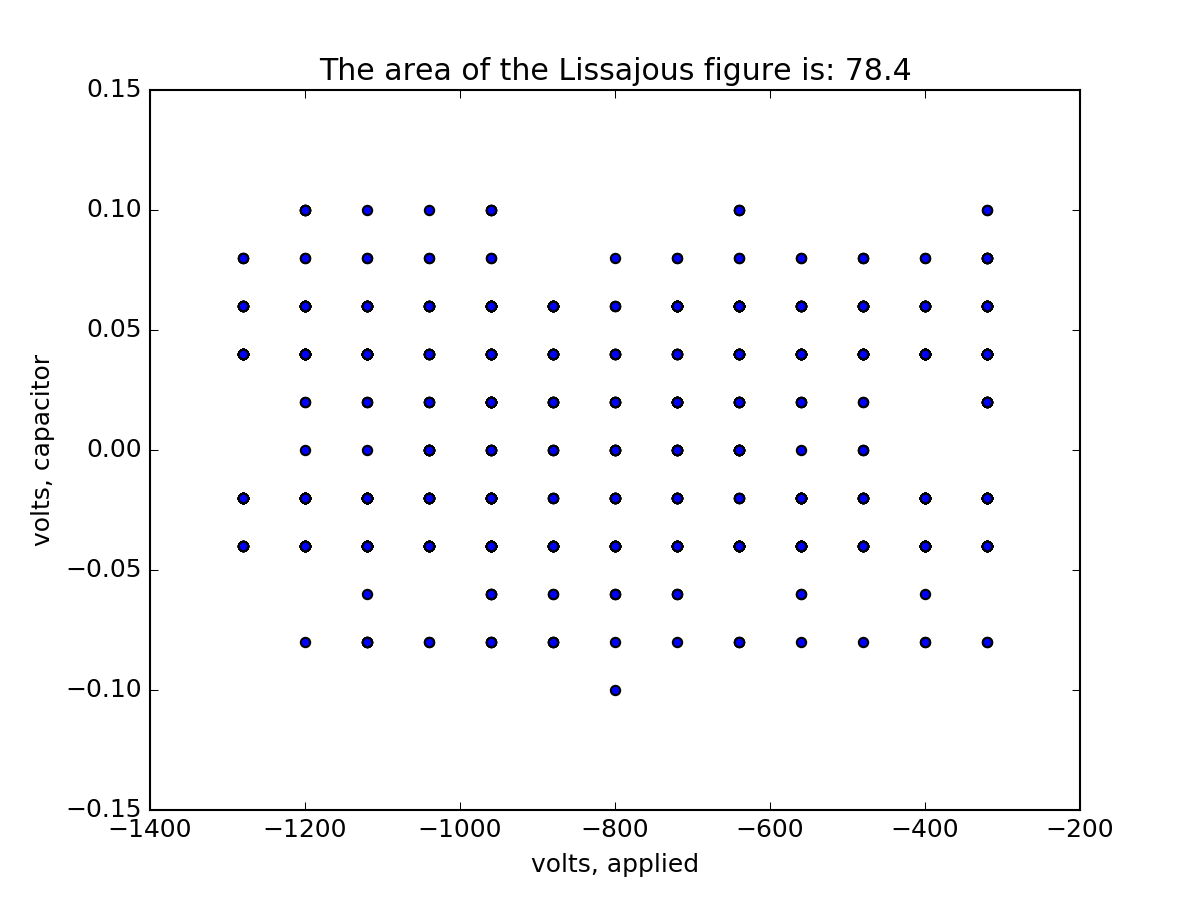 The area of the Lissajous figure is: 78.4
0.15
0.10
0.05
0.00
−0.05
−0.10
−0.15
volts, capacitor
−1400 −1200 −1000 −800 −600 −400 −200
volts, applied